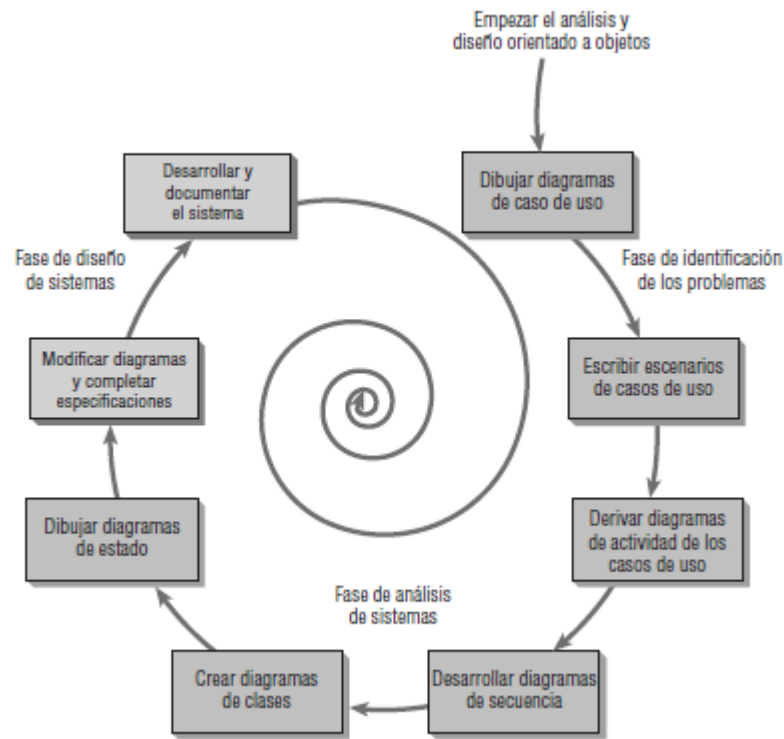 Empezar el análisis y
diseño orientado a objetos
Dibujar diagramas
de caso de uso
Fase de identificación
de los problemas
Escribir escenarios
de casos de uso
Derivar diagramas
de actividad de los
casos de uso
Desarrollar diagramas
de secuencia
Fase de análisis
de sistemas
Crear diagramas
de clases
Dibujar diagramas
de estado
Modificar diagramas
y completar
especificaciones
Fase de diseño
de sistemas
Desarrollar y
documentar
el sistema